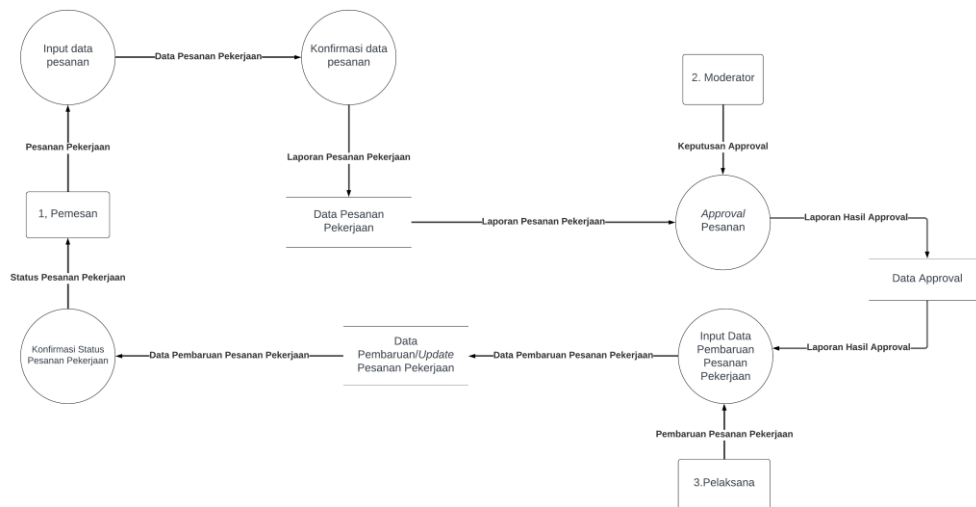 Input data
pesanan
Data Pesanan Pekerjaan
Konfirmasi data
pesanan
2. Moderator
Pesanan Pekerjaan
Laporan Pesanan Pekerjaan
Keputusan Approval
1, Pemesan
Data Pesanan
Pekerjaan
Laporan Pesanan Pekerjaan
Approval
Pesanan
Laporan Hasil Approval
Status Pesanan Pekerjaan
Data Approval
Konfirmasi Status
Pesanan Pekerjaan
Data Pembaruan Pesanan Pekerjaan
Data
Pembaruan/Update
Pesanan Pekerjaan
Data Pembaruan Pesanan Pekerjaan
Input Data
Pembaruan
Pesanan
Pekerjaan
Laporan Hasil Approval
Pembaruan Pesanan Pekerjaan
3.Pelaksana